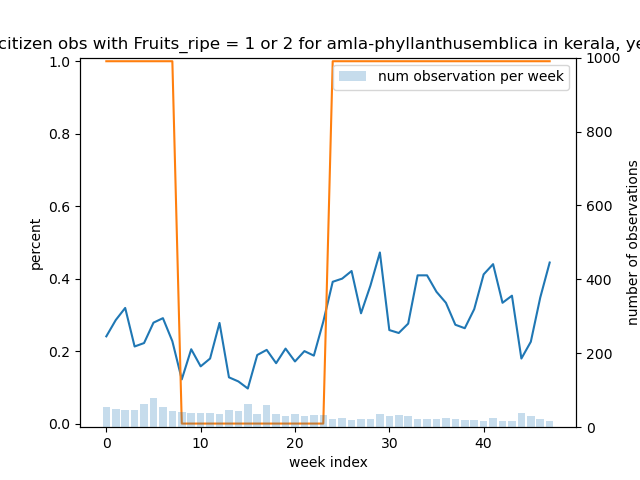 citizen obs with Fruits_ripe = 1 or 2 for amla-phyllanthusemblica in kerala,
num observation per week
1.0
0.8
0.6
0.4
0.2
0.0
percent
1000
800
600
400
200
0
number of observations
0 10 20 30 40
week index